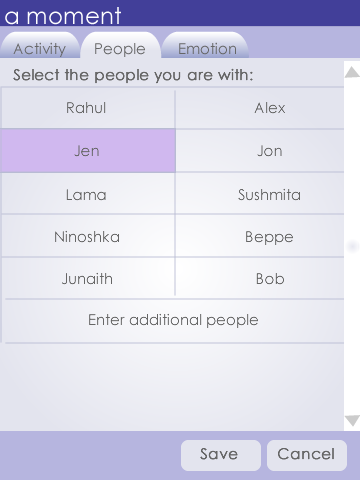 a moment
Activity People Emotion
Select the people you are with:
Rahul Alex
Jen Jon
Lama Sushmita
Ninoshka Beppe
Junaith Bob
Enter additional people
Save Cancel